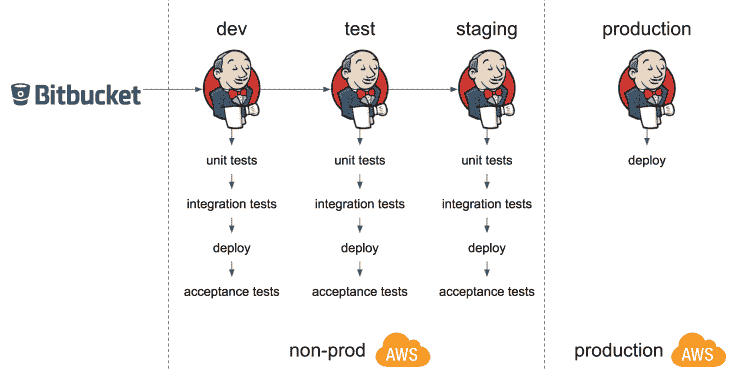 dev
test
staging
production
Bitbucket
unit tests
unit tests
unit tests
deploy
integration tests
integration tests
integration tests
deploy
deploy
deploy
acceptance tests
acceptance tests
acceptance tests
non-prod AWS
production AWS